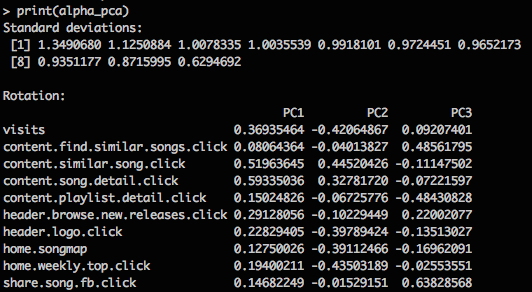 > print(alpha_pca)
Standard deviations:
[1] 1.3490680 1.1250884 1.0078335 1.0035539 0.9918101 0.9724451 0.9652173
[8] 0.9351177 0.8715995 0.6294692
Rotation:
PC1 PC2 PC3
visits 0.36935464 -0.42064867 0.09207401
content.find.similar.songs.click 0.08064364 -0.04013827 0.48561795
content.similar.song.click 0.51963645 0.44520426 -0.11147502
content.song.detail.click 0.59335036 0.32781720 -0.07221597
content.playlist.detail.click 0.15024826 -0.06725776 -0.48430828
header.browse.new.releases.click 0.29128056 -0.10229449 0.22002077
header.logo.click 0.22829405 -0.39789424 -0.13513027
home.songmap 0.12750026 -0.39112466 -0.16962091
home.weekly.top.click 0.19400211 -0.43503189 -0.02553551
share.song.fb.click 0.14682249 -0.01529151 0.63828568